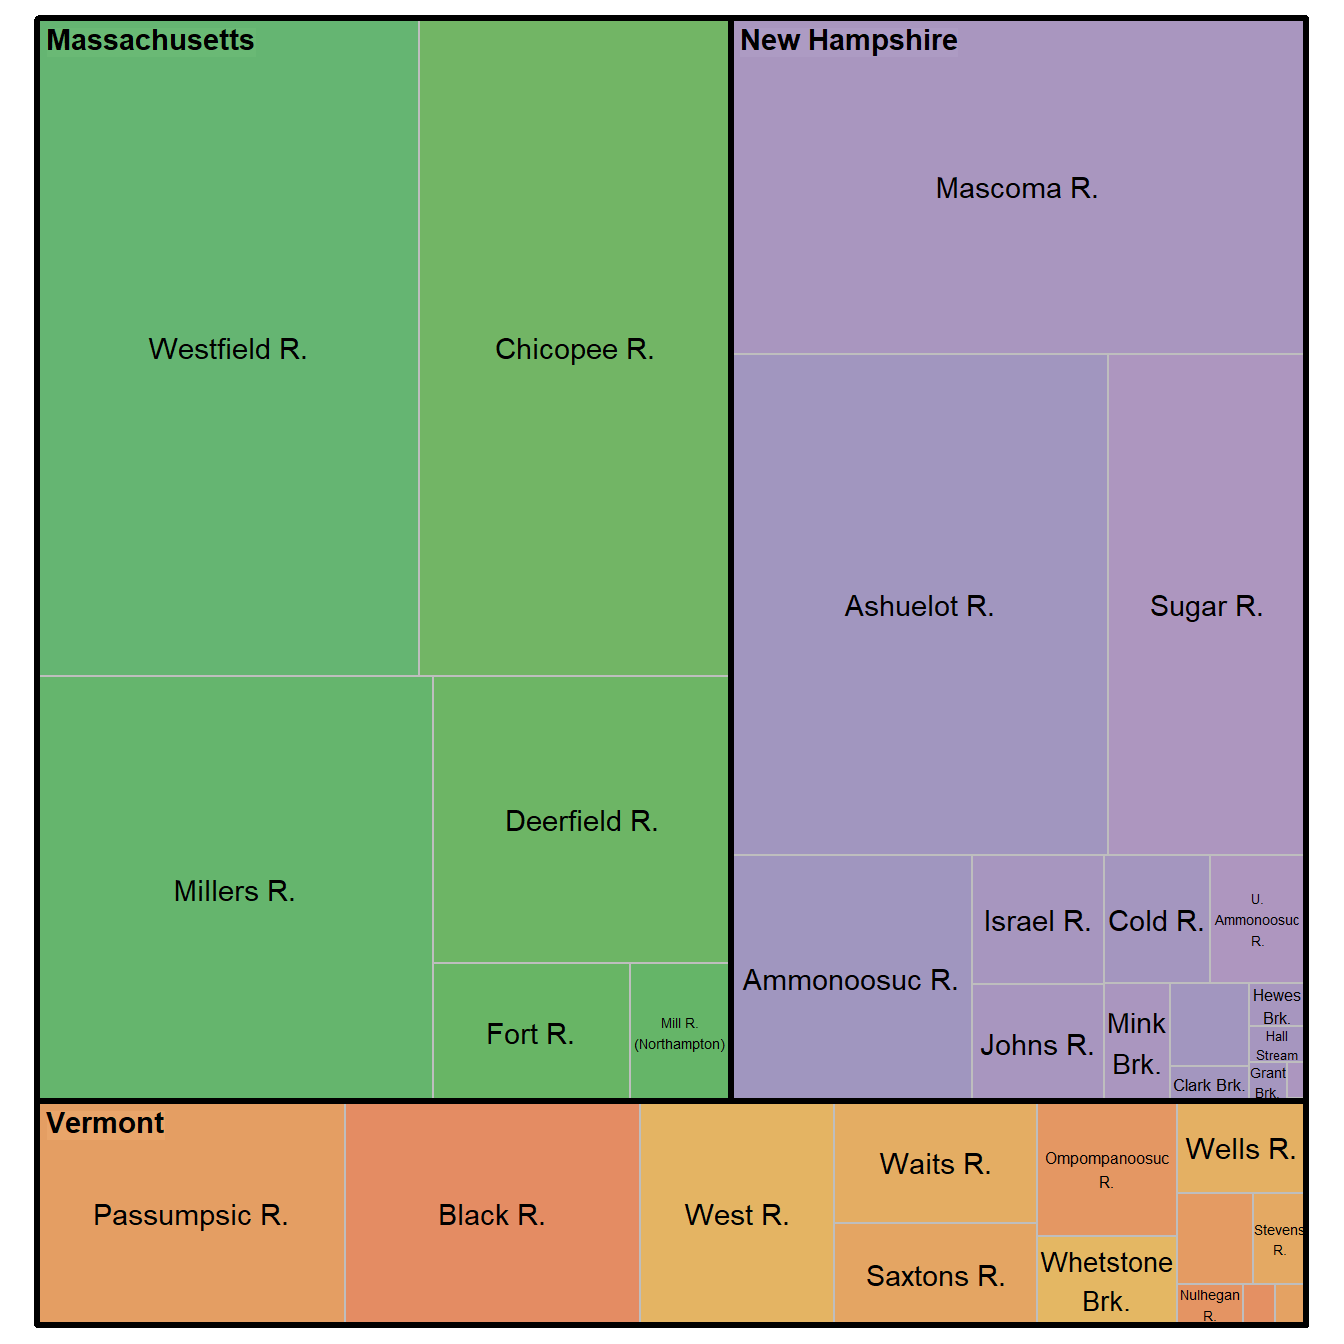 Massachusetts
Westfield R.
Chicopee R.
Millers R.
Deerfield R.
Fort R.
Mill R.
(Northampton)
New Hampshire
Mascoma R.
Ashuelot R.
Sugar R.
Ammonoosuc R.
Israel R.
Johns R.
Cold R.
U.
Ammonoosuc
R.
Mink
Brk.
Clark Brk.
Hewes
Brk.
Hall
Stream
Grant
Brk.
Vermont
Passumpsic R.
Black R.
West R.
Waits R.
Saxtons R.
Ompompanoosuc
R.
Whetstone
Brk.
Wells R.
Stevens
R.
Nulhegan
R.